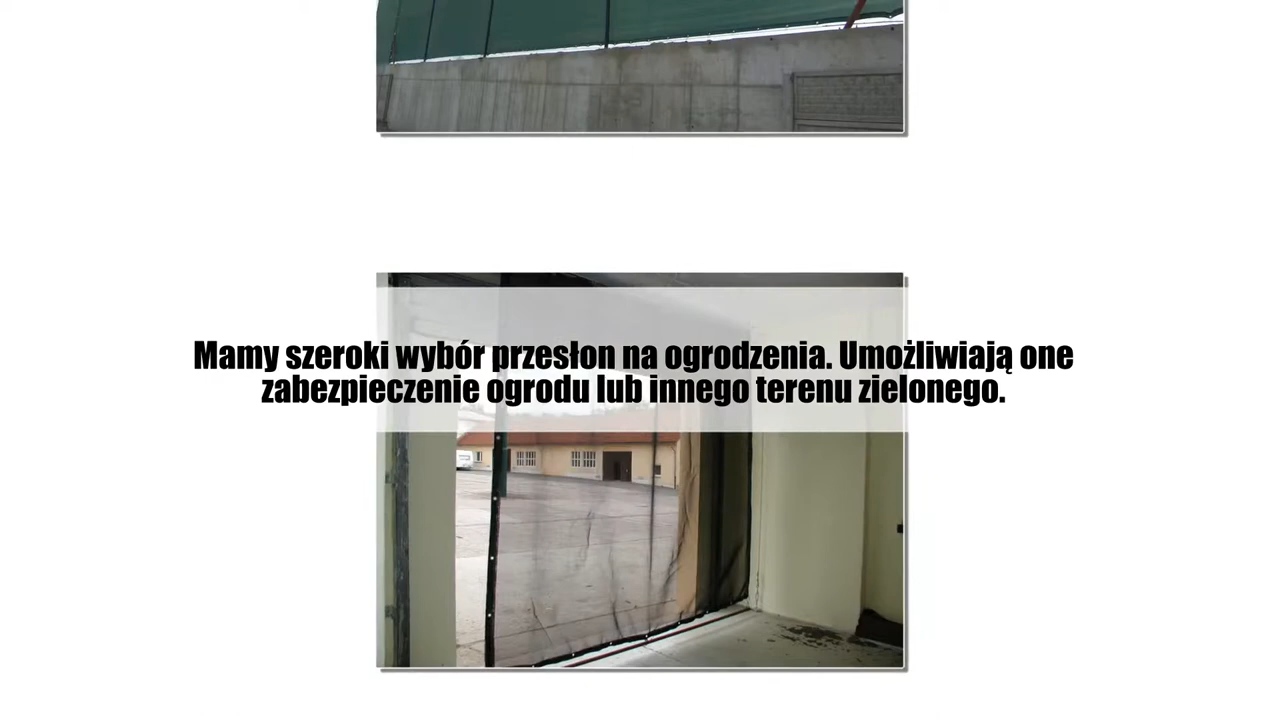 Mamy szeroki wybór przesłon na ogrodzenia. Umożliwiają one
zabezpieczenie ogrodu lub innego terenu zielonego.